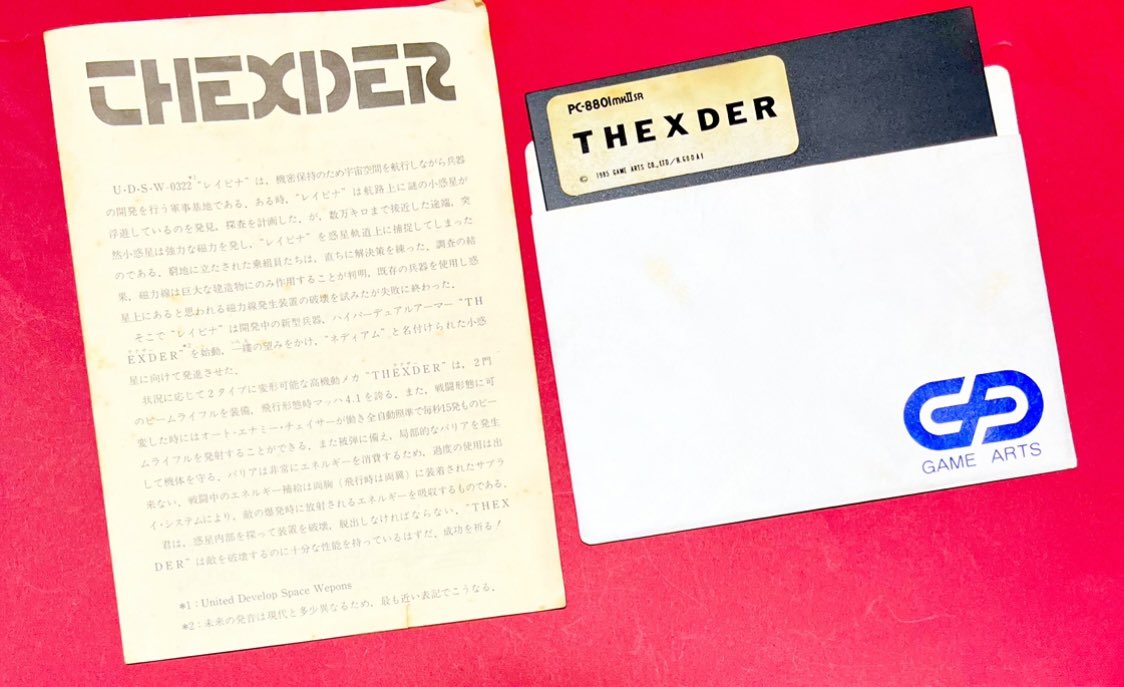 THEXDER
U-D-S-W-0322*1 "レイピナ" は、機密保持のため宇宙空間を航行しながら兵器
の開発を行う軍事基地である。ある時、"レイピナ" は航路上に謎の小惑星が
浮遊しているのを発見、探査を計画した。が、数万キロまで接近した途端、突
然小惑星は強力な磁力を発し、"レイピナ" を惑星軌道上に捕捉してしまった
のである。窮地に立たされた乗組員たちは、直ちに解決策を練った。調査の結
果、磁力線は巨大な建造物にのみ作用することが判明、既存の兵器を使用し惑
星上にあると思われる磁力線発生装置の破壊を試みたが失敗に終わった。
そこで "レイピナ" は開発中の新型兵器、ハイパーデュアルアーマー "TH
EXDER"*2 を始動、一縷の望みをかけ、"ネディアム" と名付けられた小惑
星に向けて発進させた。
状況に応じて2タイプに変形可能な高機動メカ "THEXDER" は、2門
のビームライフルを装備、飛行形態時マッハ4.1を誇る。また、戦闘形態に可
変した時にはオート・エナミー・チェイサーが働き全自動照準で毎秒15発ものビー
ムライフルを発射することができる。また被弾に備え、局部的なバリアを発生
して機体を守る。バリアは非常にエネルギーを消費するため、過度の使用は出
来ない。戦闘中のエネルギー補給は両胸(飛行時は両翼)に装着されたサプラ
イ・システムにより、敵の爆発時に放射されるエネルギーを吸収するものである。
君は、惑星内部を探って装置を破壊、脱出しなければならない。"THEX
DER" は敵を破壊するのに十分な性能を持っているはずだ。成功を祈る!
*1:United Develop Space Wepons
*2:未来の発音は現代と多少異なるため、最も近い表記でこうなる。
PC-8801mkIISR
THEXDER
© 1985 GAME ARTS CO.,LTD/H.GODAI
GAME ARTS